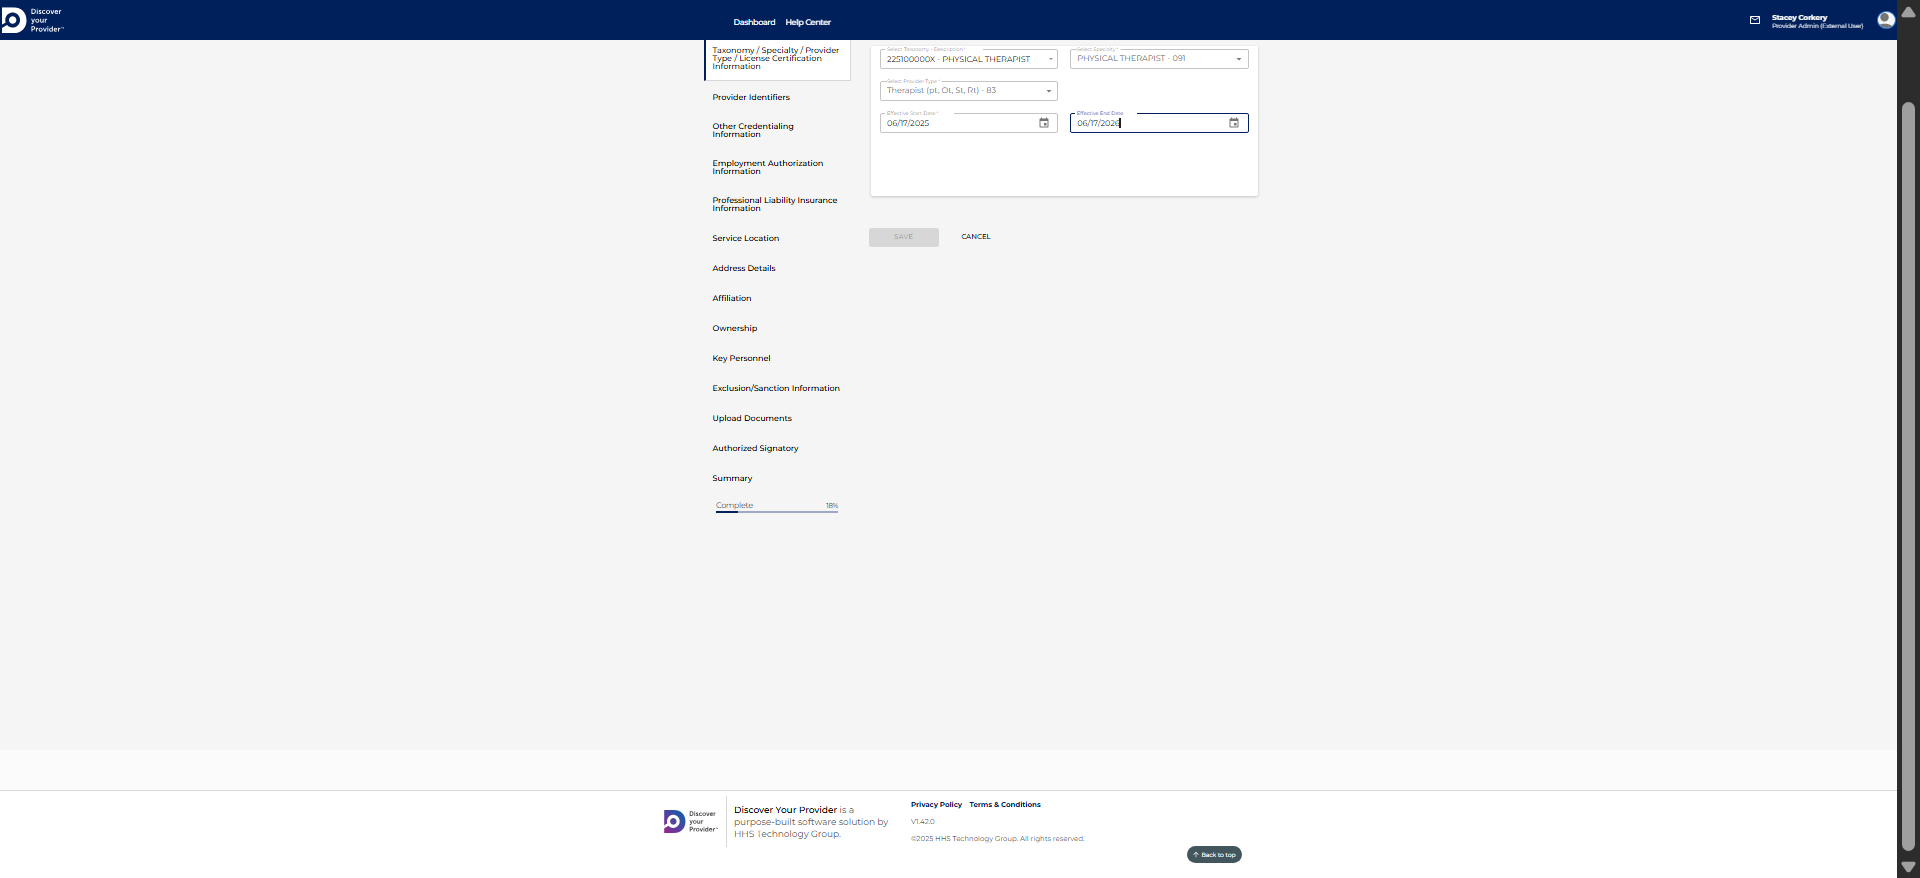 Discover
your
Provider™
Dashboard Help Center
Stacey Corkery
Provider Admin (External User)
Taxonomy / Specialty / Provider
Type / License Certification
Information
Provider Identifiers
Other Credentialing
Information
Employment Authorization
Information
Professional Liability Insurance
Information
Service Location
Address Details
Affiliation
Ownership
Key Personnel
Exclusion/Sanction Information
Upload Documents
Authorized Signatory
Summary
Complete 18%
Select Taxonomy - Description *
225100000X - PHYSICAL THERAPIST
Select Specialty *
PHYSICAL THERAPIST - 091
Select Provider Type *
Therapist (pt, Ot, St, Rt) - 83
Effective Start Date *
06/17/2025
Effective End Date
06/17/2026
SAVE CANCEL
Discover
your
Provider™
Discover Your Provider is a
purpose-built software solution by
HHS Technology Group.
Privacy Policy Terms & Conditions
V1.42.0
©2025 HHS Technology Group. All rights reserved.
Back to top